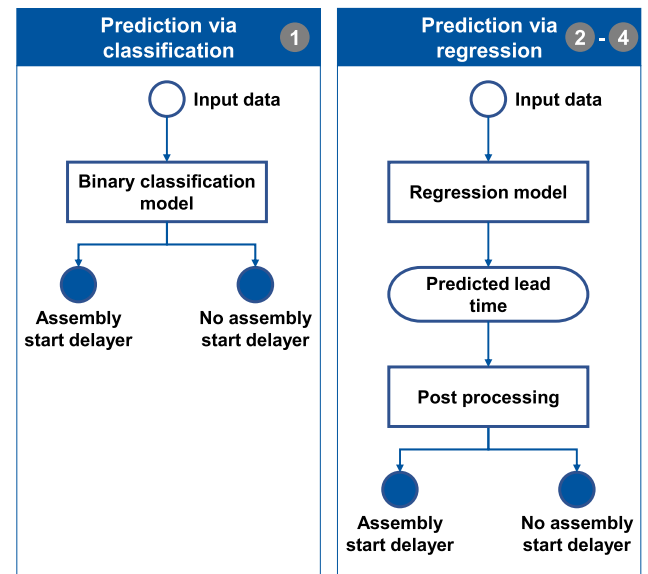 Prediction via
classification
1
Input data
Binary classification
model
Assembly
start delayer
No assembly
start delayer
Prediction via
regression
2 - 4
Input data
Regression model
Predicted lead
time
Post processing
Assembly
start delayer
No assembly
start delayer